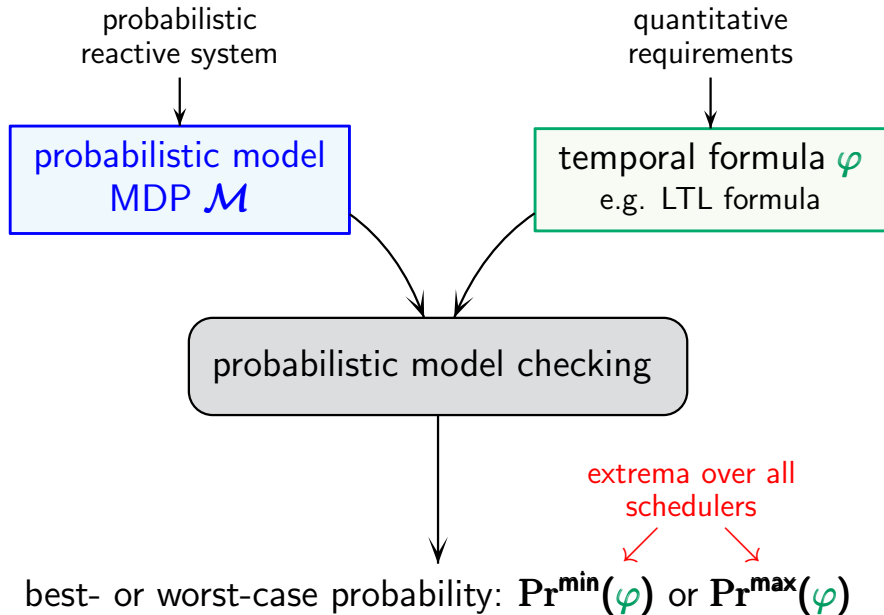 probabilistic
reactive system
quantitative
requirements
probabilistic model
MDP 𝓜
temporal formula φ
e.g. LTL formula
probabilistic model checking
extrema over all
schedulers
best- or worst-case probability: Pr^min(φ) or Pr^max(φ)